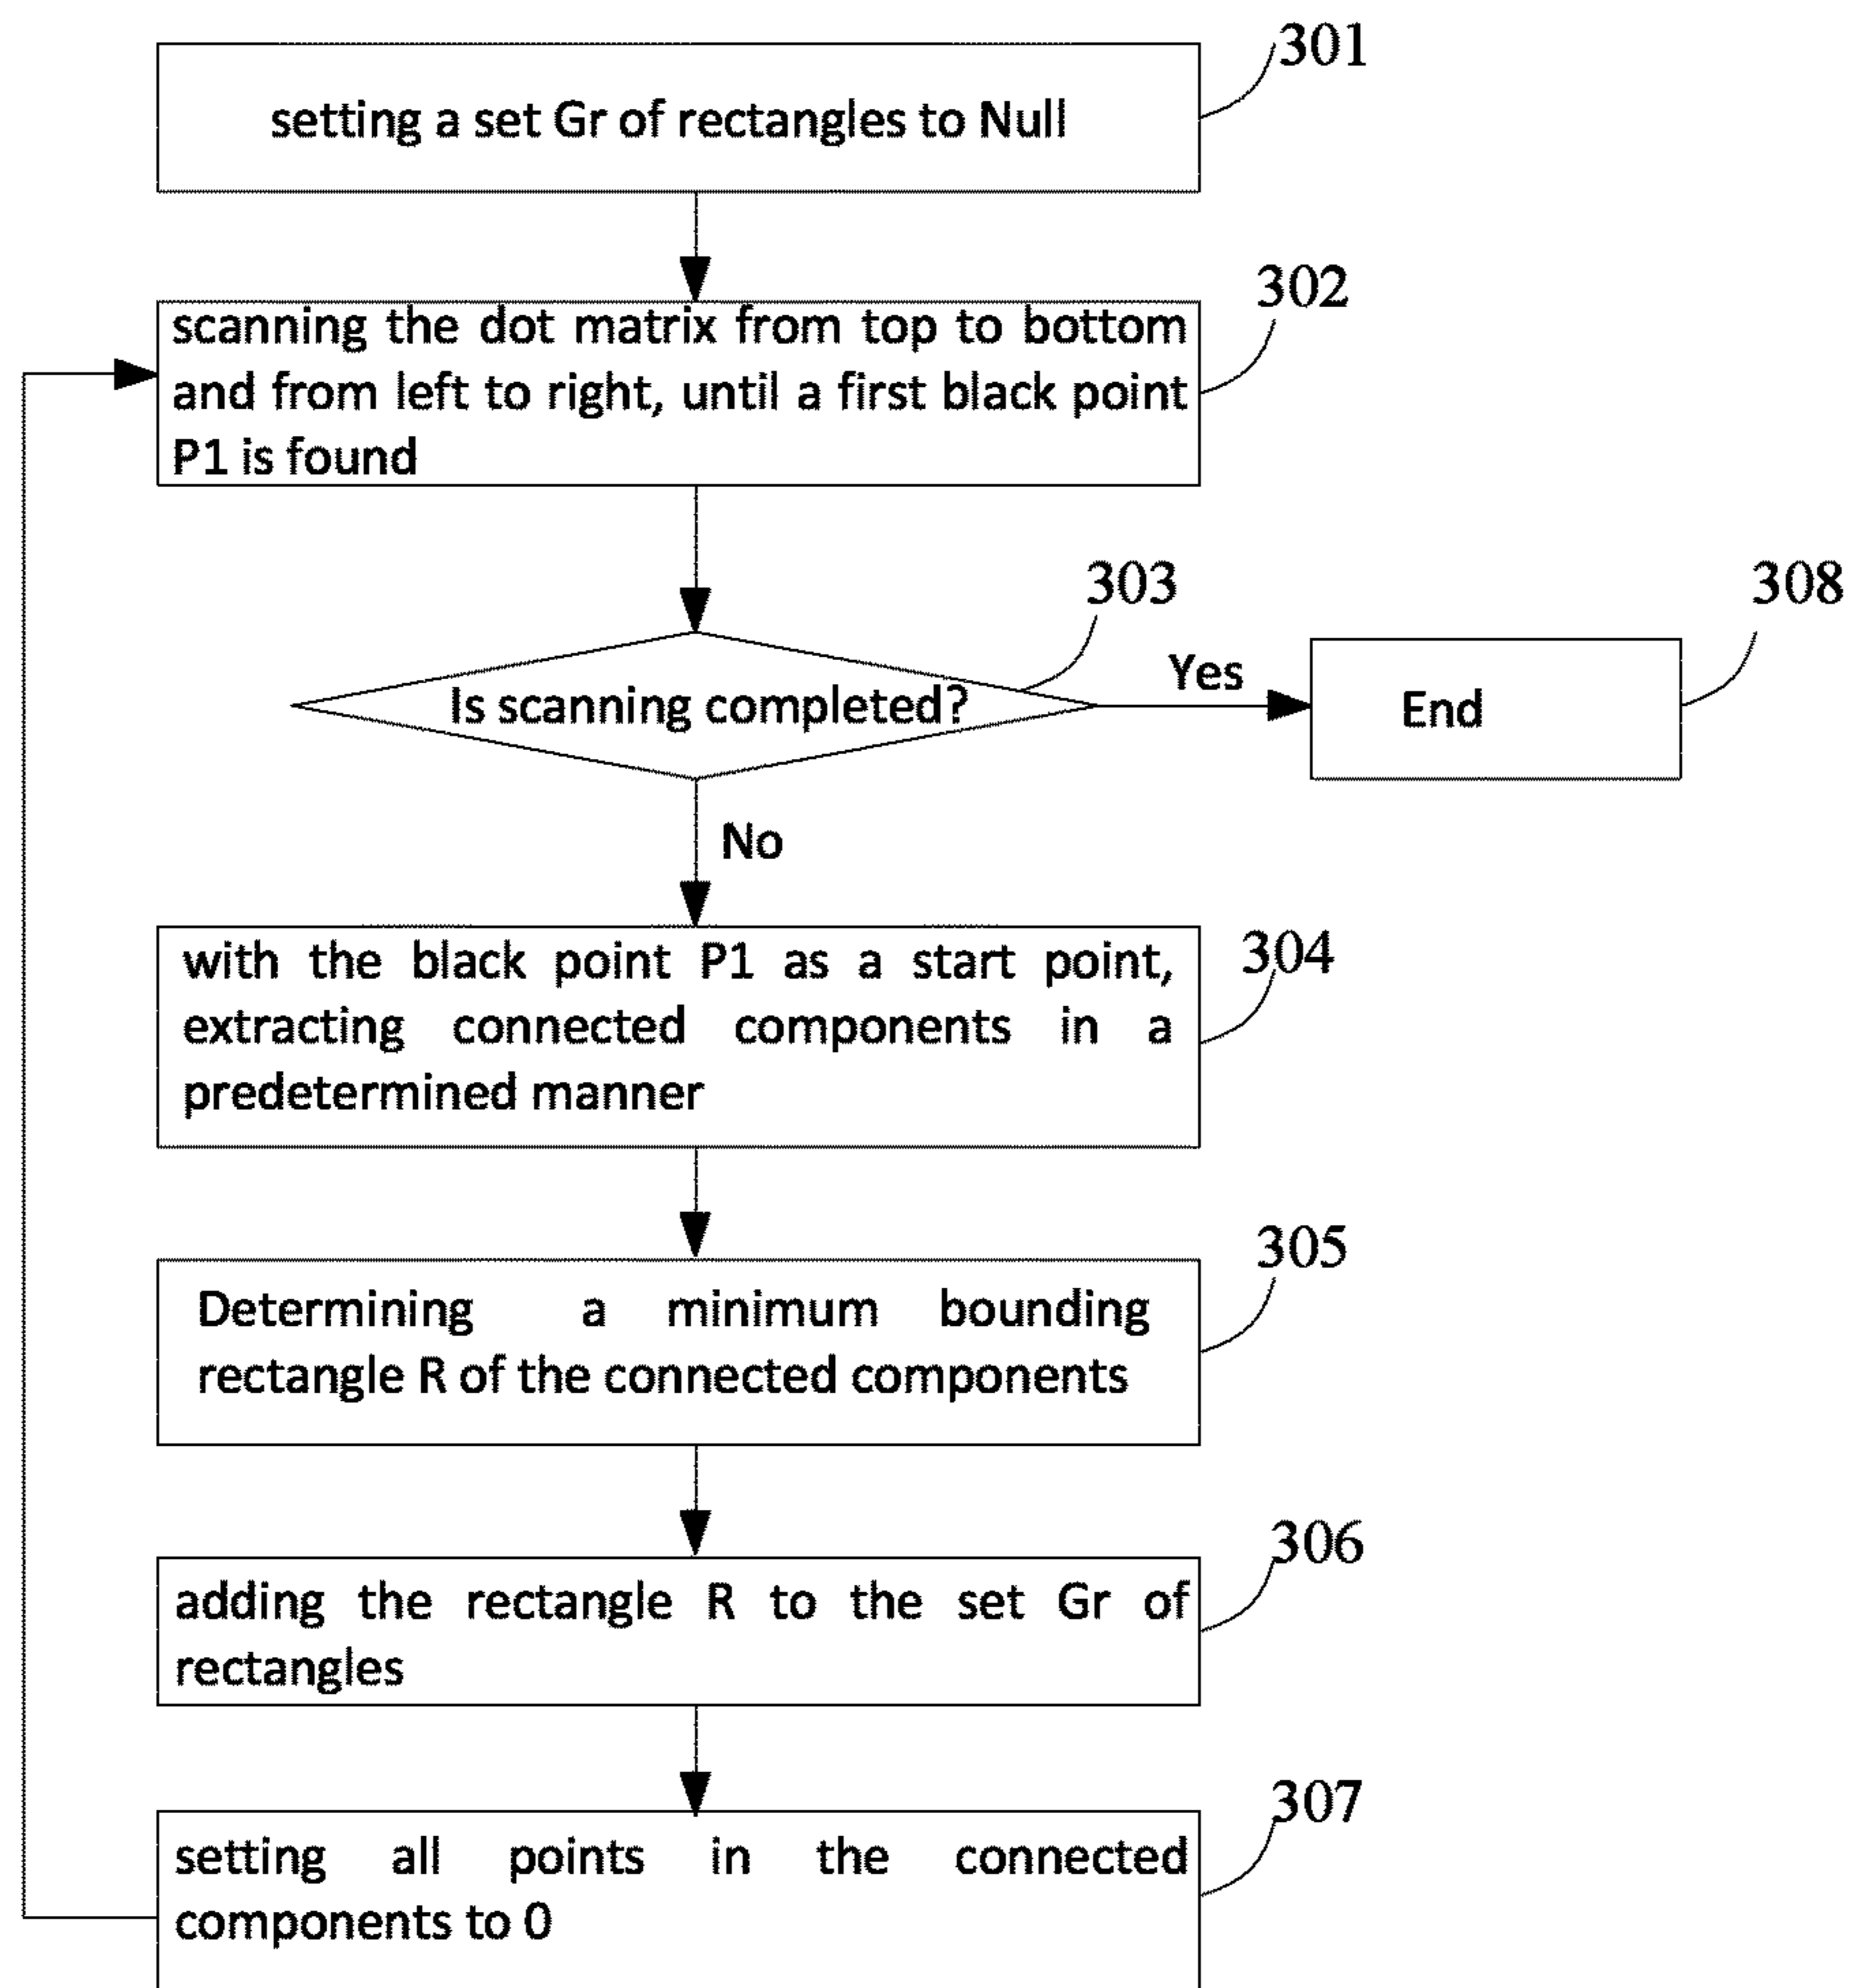 301
setting a set Gr of rectangles to Null
302
scanning the dot matrix from top to bottom
and from left to right, until a first black point
P1 is found
303
308
Is scanning completed?
Yes
End
No
304
with the black point P1 as a start point,
extracting connected components in a
predetermined manner
305
Determining a minimum bounding
rectangle R of the connected components
306
adding the rectangle R to the set Gr of
rectangles
307
setting all points in the connected
components to 0